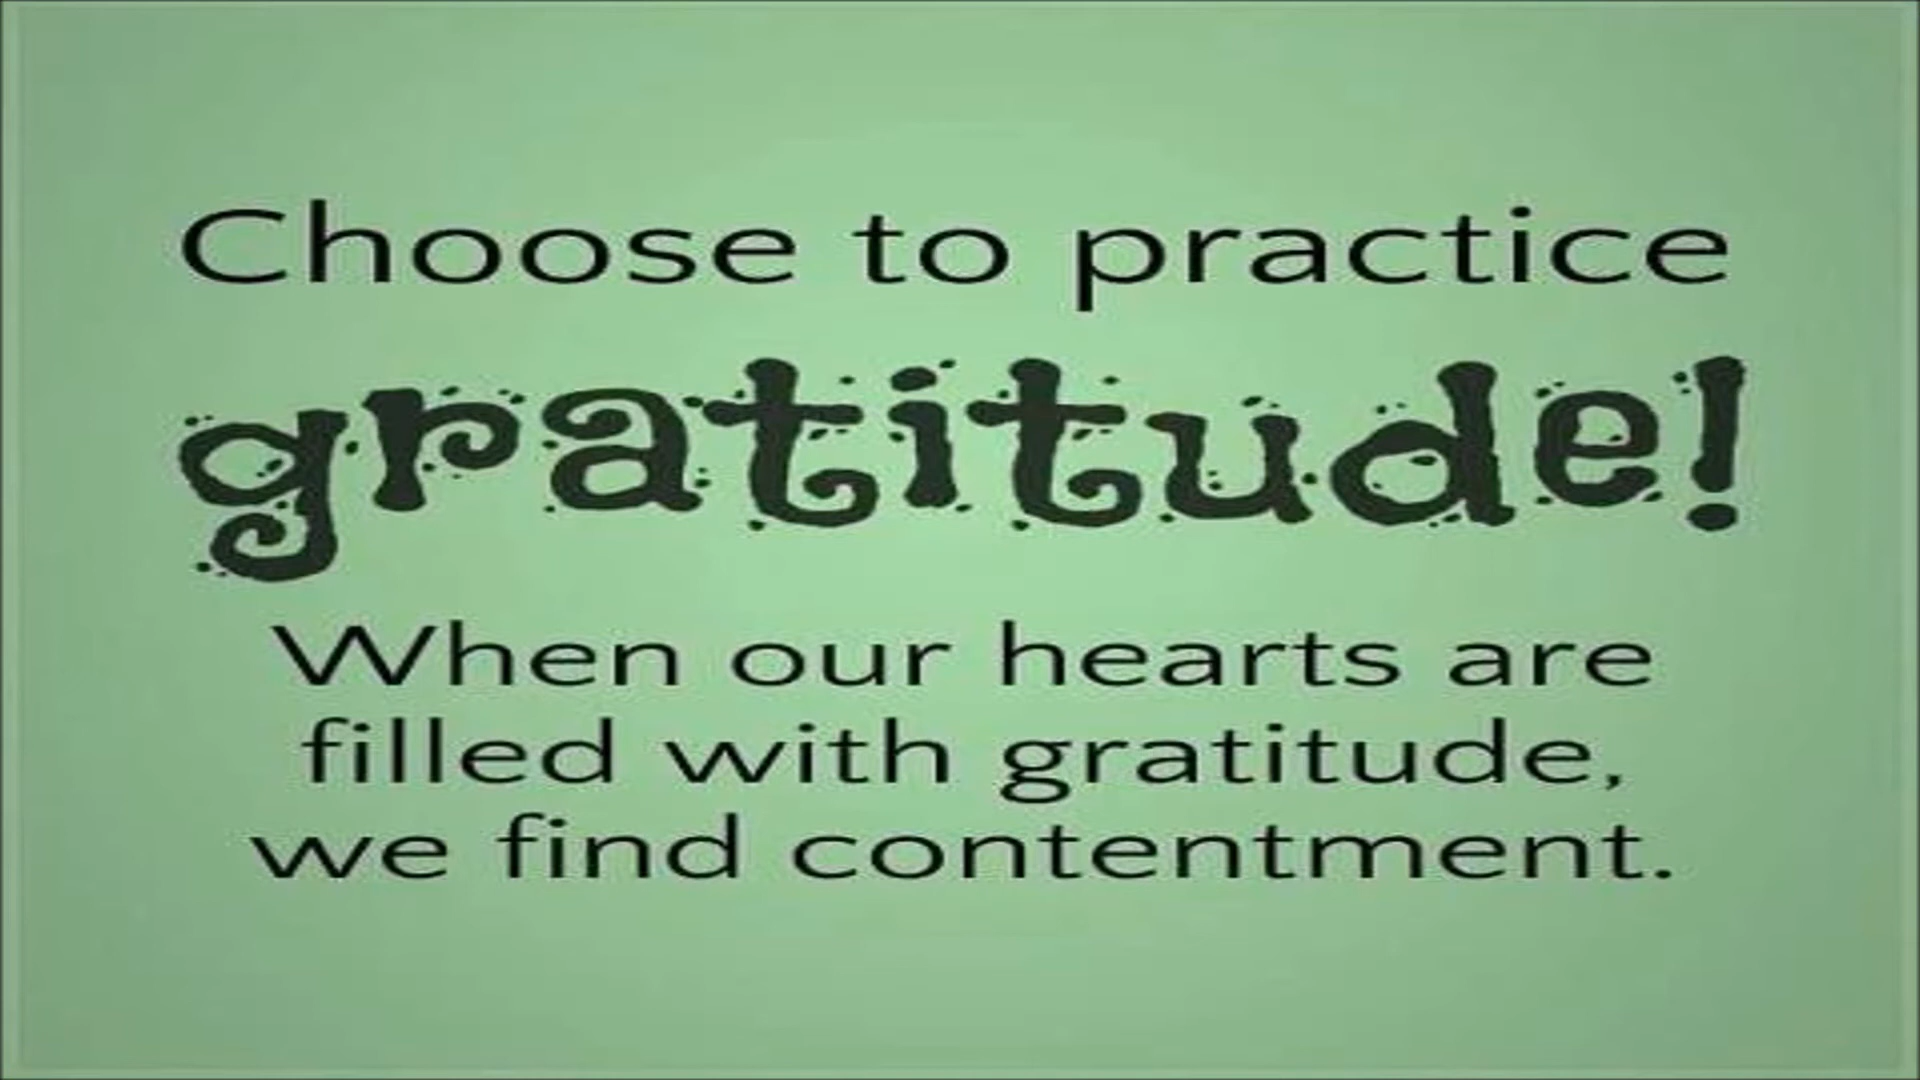 Choose to practice
gratitude!
When our hearts are
filled with gratitude,
we find contentment.